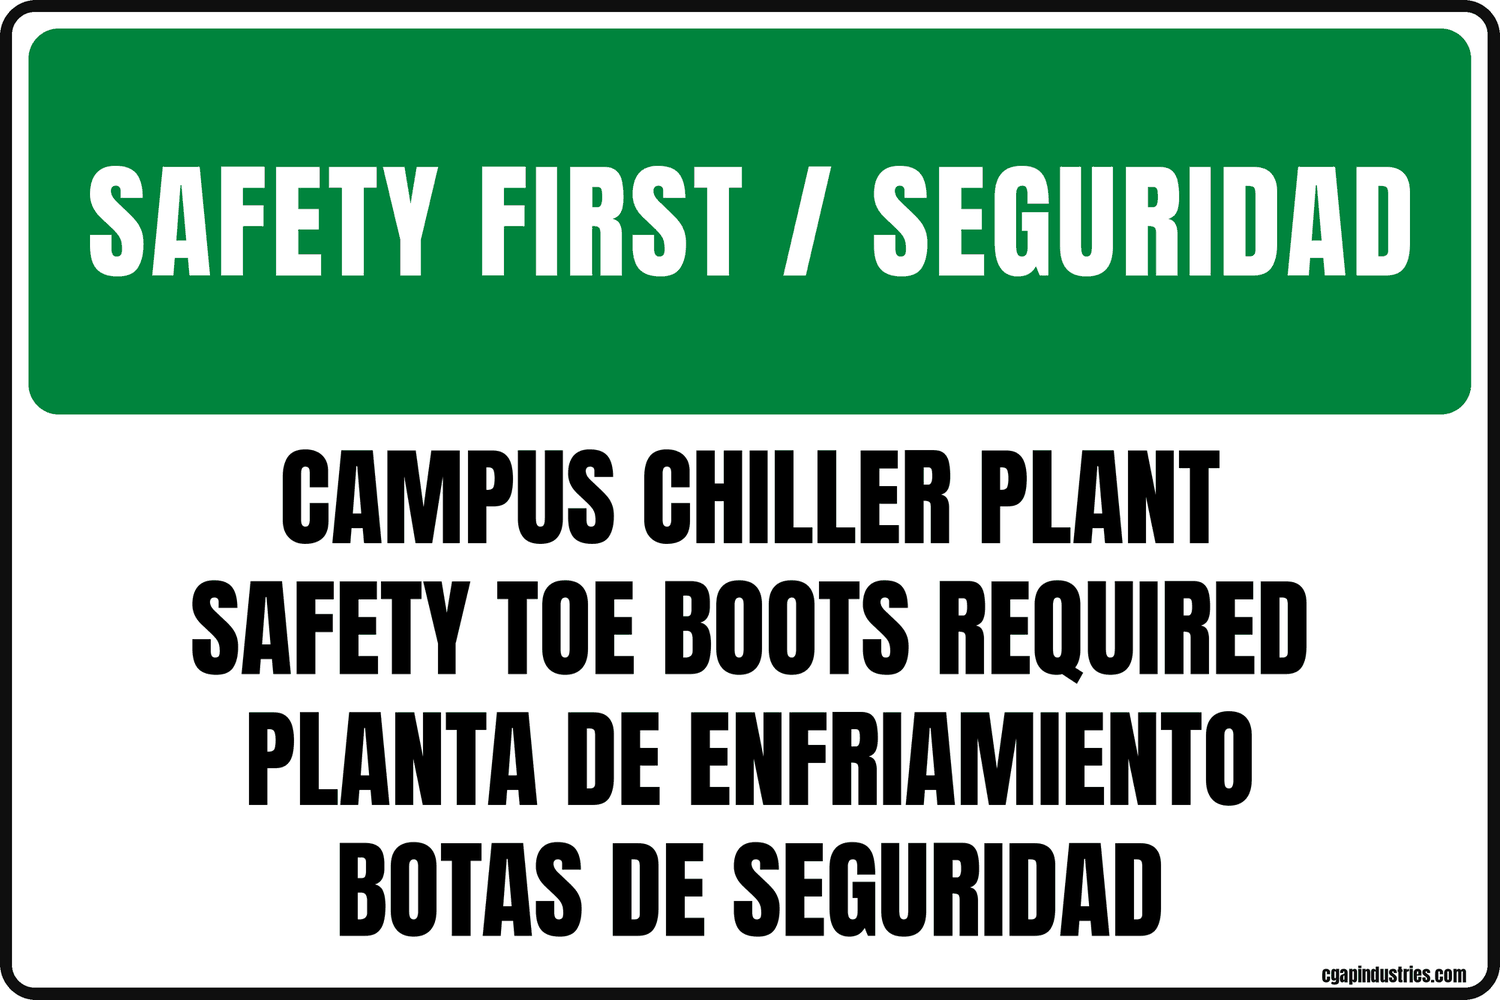 SAFETY FIRST / SEGURIDAD
CAMPUS CHILLER PLANT
SAFETY TOE BOOTS REQUIRED
PLANTA DE ENFRIAMIENTO
BOTAS DE SEGURIDAD
cgapindustries.com